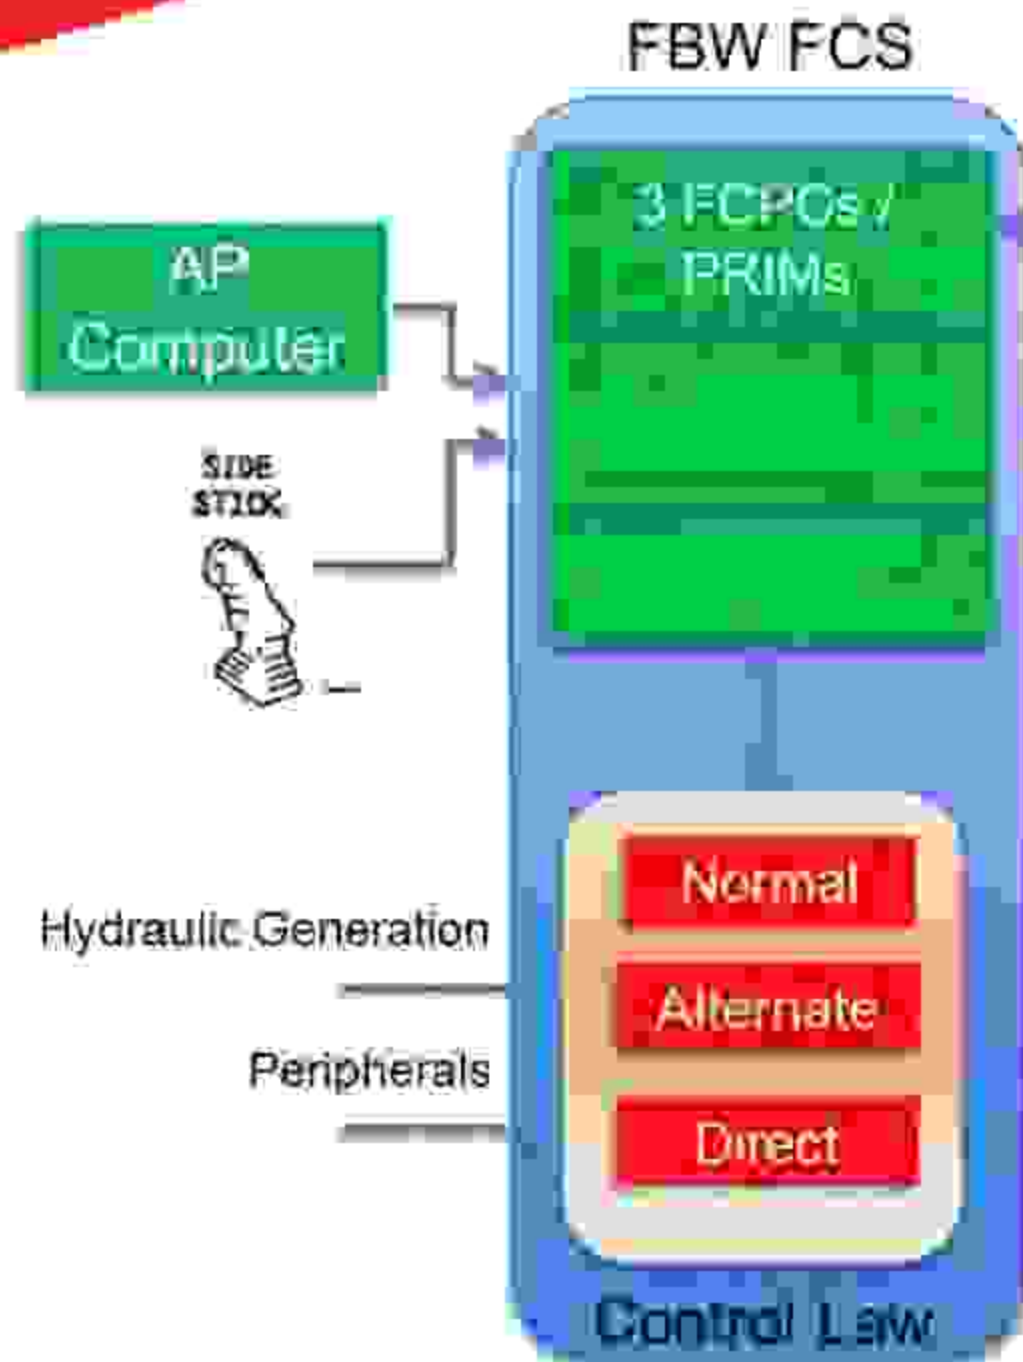 FBW FCS
3 FCPCs /
PRIMs
AP
Computer
SIDE
STICK
Normal
Hydraulic Generation
Alternate
Peripherals
Direct
Control Law